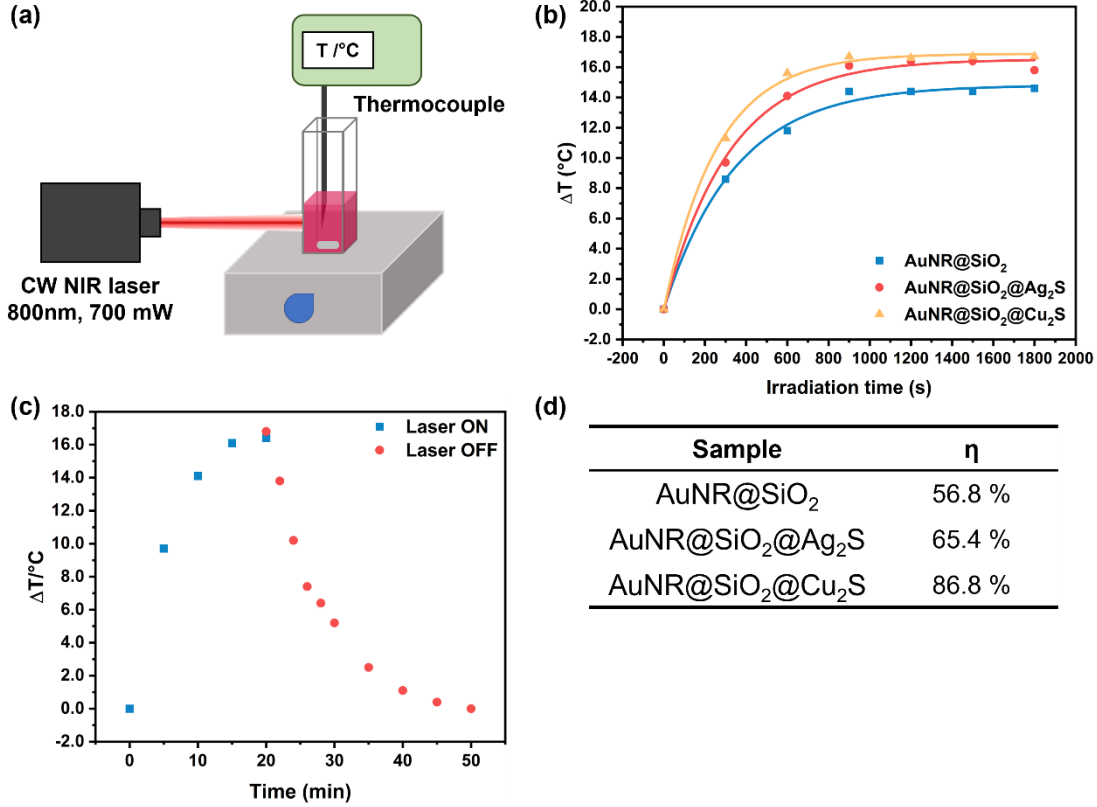 (a)
T /°C
Thermocouple
CW NIR laser
800nm, 700 mW
(b)
20.0
18.0
16.0
14.0
12.0
10.0
8.0
6.0
4.0
2.0
0.0
-2.0
ΔT (°C)
AuNR@SiO₂
AuNR@SiO₂@Ag₂S
AuNR@SiO₂@Cu₂S
-200 0 200 400 600 800 1000 1200 1400 1600 1800 2000
Irradiation time (s)
(c)
18.0
16.0
14.0
12.0
10.0
8.0
6.0
4.0
2.0
0.0
-2.0
ΔT/°C
Laser ON
Laser OFF
0 10 20 30 40 50
Time (min)
(d)
Sample η
AuNR@SiO₂ 56.8 %
AuNR@SiO₂@Ag₂S 65.4 %
AuNR@SiO₂@Cu₂S 86.8 %